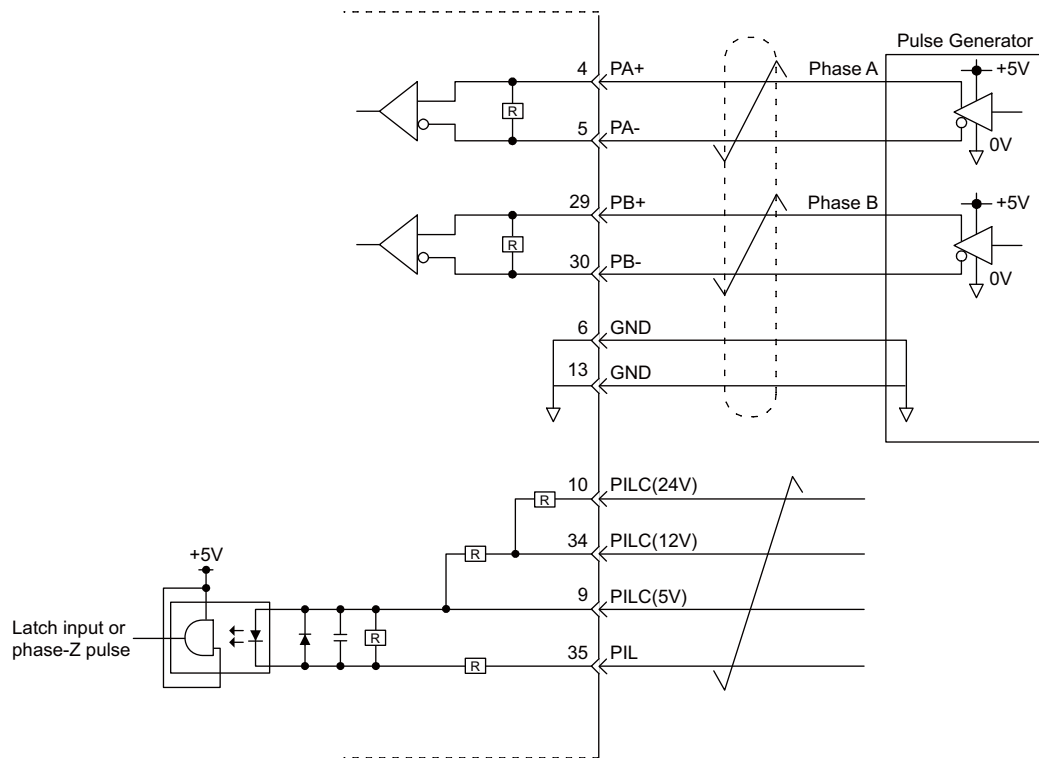 Pulse Generator
4 PA+ Phase A +5V
R
5 PA- 0V
29 PB+ Phase B +5V
R
30 PB- 0V
6 GND
13 GND
10 PILC(24V)
R
34 PILC(12V)
R
+5V
9 PILC(5V)
Latch input or
phase-Z pulse
R
35 PIL
R